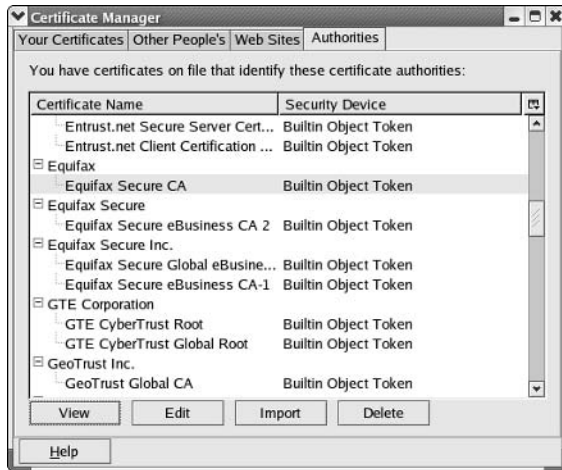 Certificate Manager
Your Certificates Other People's Web Sites Authorities
You have certificates on file that identify these certificate authorities:
Certificate Name Security Device
Entrust.net Secure Server Cert... Builtin Object Token
Entrust.net Client Certification ... Builtin Object Token
Equifax
Equifax Secure CA Builtin Object Token
Equifax Secure
Equifax Secure eBusiness CA 2 Builtin Object Token
Equifax Secure Inc.
Equifax Secure Global eBusine... Builtin Object Token
Equifax Secure eBusiness CA-1 Builtin Object Token
GTE Corporation
GTE CyberTrust Root Builtin Object Token
GTE CyberTrust Global Root Builtin Object Token
GeoTrust Inc.
GeoTrust Global CA Builtin Object Token
View Edit Import Delete
Help